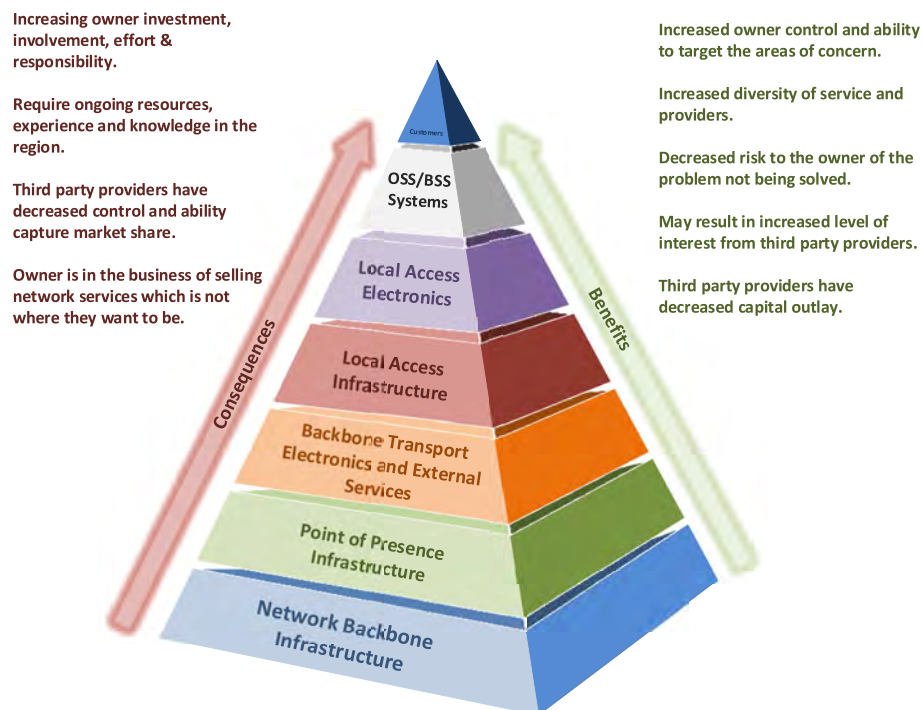 Increasing owner investment,
involvement, effort &
responsibility.
Require ongoing resources,
experience and knowledge in the
region.
Third party providers have
decreased control and ability
capture market share.
Owner is in the business of selling
network services which is not
where they want to be.
Consequences
Customers
OSS/BSS
Systems
Local Access
Electronics
Local Access
Infrastructure
Backbone Transport
Electronics and External
Services
Point of Presence
Infrastructure
Network Backbone
Infrastructure
Benefits
Increased owner control and ability
to target the areas of concern.
Increased diversity of service and
providers.
Decreased risk to the owner of the
problem not being solved.
May result in increased level of
interest from third party providers.
Third party providers have
decreased capital outlay.